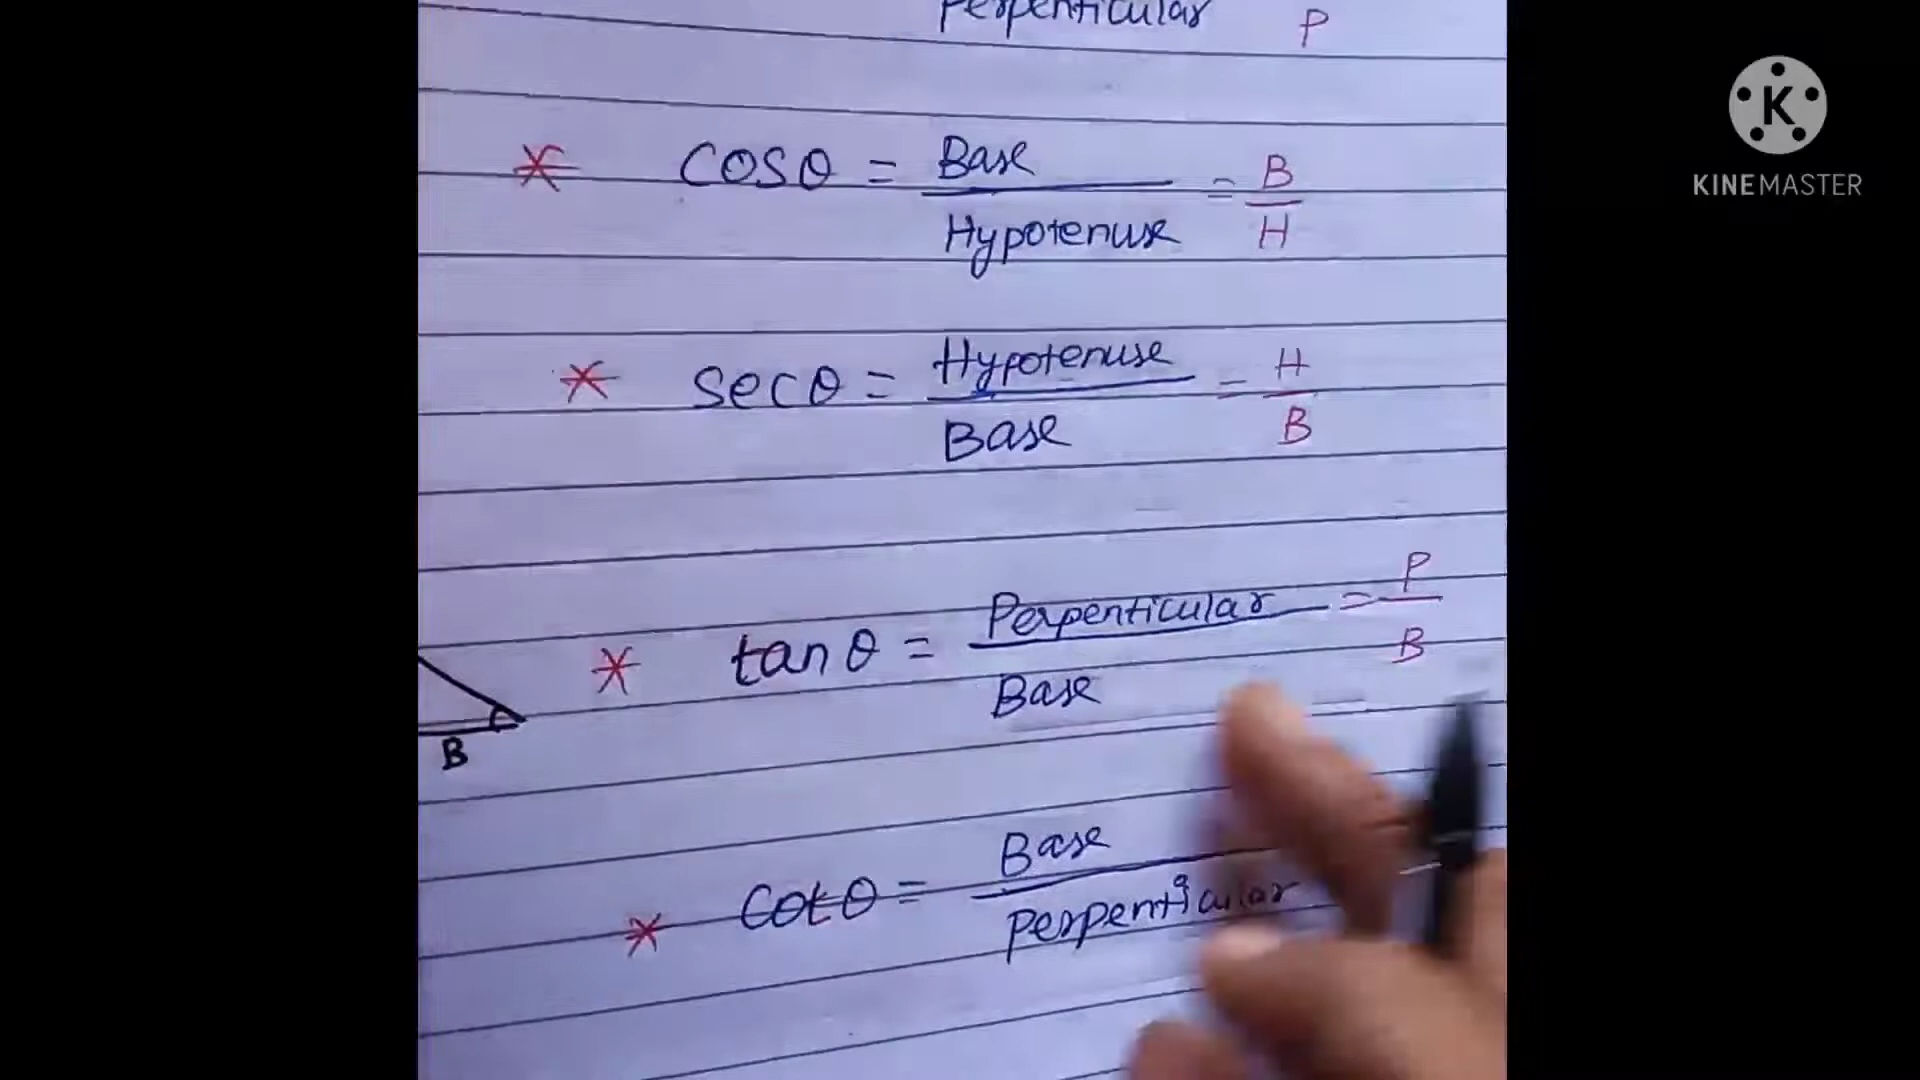 Perpenticular P
* COSθ = Base / Hypotenuse = B / H
* secθ = Hypotenuse / Base = H / B
* tanθ = Perpenticular / Base = P / B
B
* Cotθ = Base / Perpenticular
K
KINEMASTER